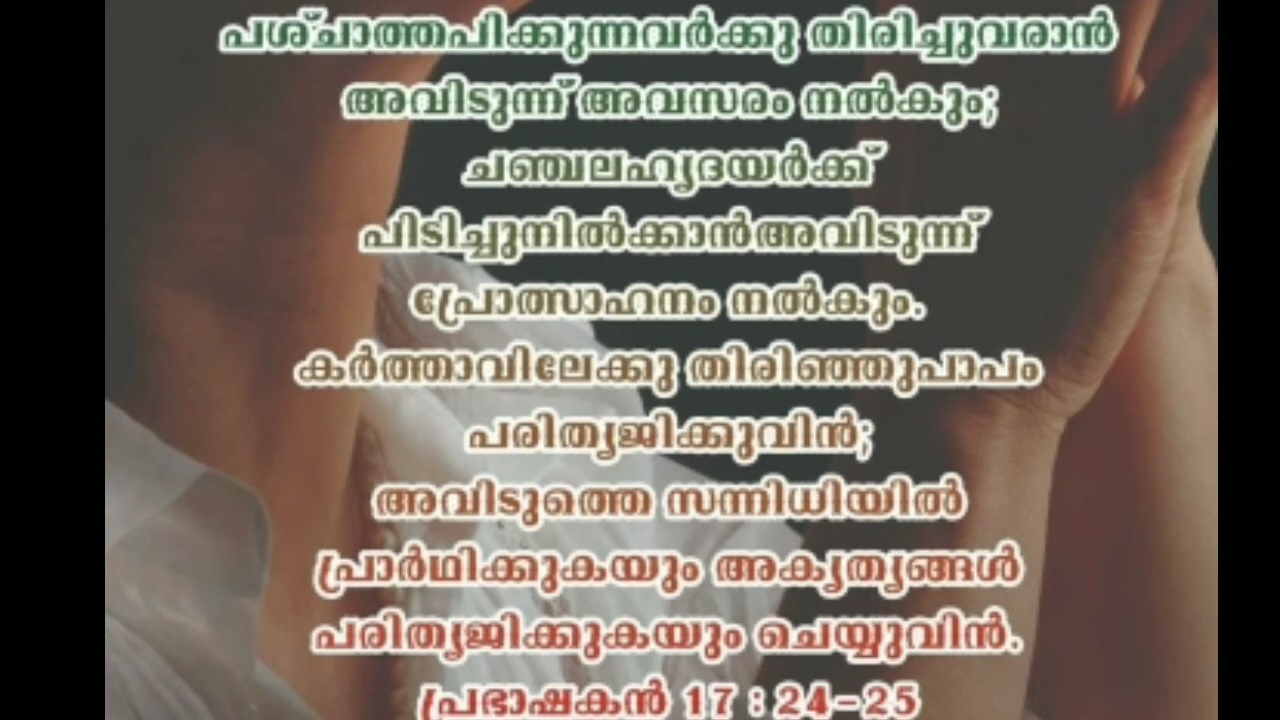 പശ്ചാത്തപിക്കുന്നവർക്കു തിരിച്ചുവരാൻ
അവിടുന്ന് അവസരം നൽകും;
ചഞ്ചലഹൃദയർക്ക്
പിടിച്ചുനിൽക്കാൻഅവിടുന്ന്
പ്രോത്സാഹനം നൽകും.
കർത്താവിലേക്കു തിരിഞ്ഞുപാപം
പരിത്യജിക്കുവിൻ;
അവിടുത്തെ സന്നിധിയിൽ
പ്രാർഥിക്കുകയും അകൃത്യങ്ങൾ
പരിത്യജിക്കുകയും ചെയ്യുവിൻ.
പ്രഭാഷകൻ 17 : 24-25